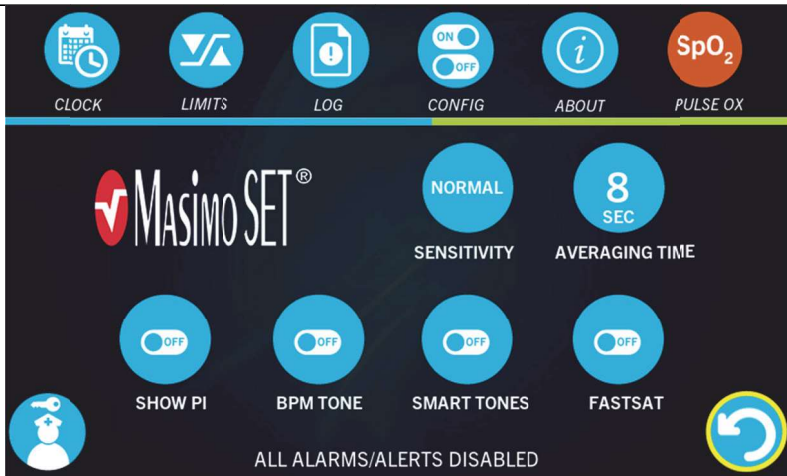 ON
OFF
i
SpO₂
CLOCK
LIMITS
LOG
CONFIG
ABOUT
PULSE OX
Masimo SET®
NORMAL
8
SEC
SENSITIVITY
AVERAGING TIME
OFF
OFF
OFF
OFF
SHOW PI
BPM TONE
SMART TONES
FASTSAT
ALL ALARMS/ALERTS DISABLED